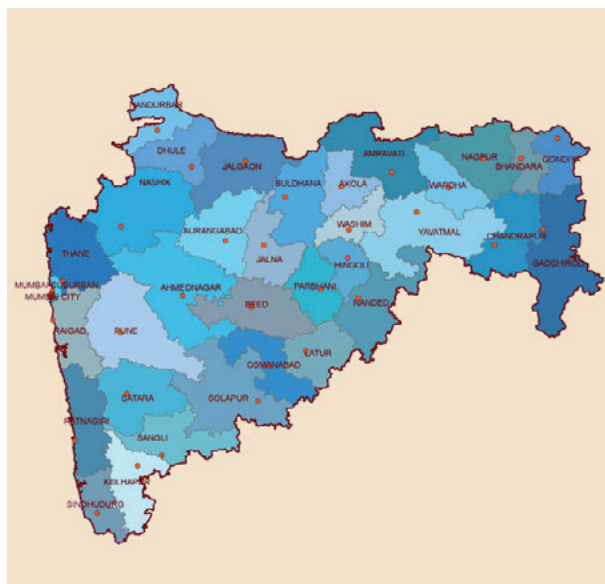 NANDURBAR
DHULE
JALGAON
NASHIK
BULDHANA
AKOLA
AMRAVATI
WARDHA
NAGPUR
BHANDARA
GONDIYA
AURANGABAD
WASHIM
YAVATMAL
CHANDRAPUR
THANE
JALNA
HINGOLI
GADCHIROLI
MUMBAI SUBURBAN
MUMBAI CITY
AHMEDNAGAR
BEED
PARBHANI
NANDED
RAIGAD
PUNE
OSMANABAD
LATUR
SATARA
SOLAPUR
RATNAGIRI
SANGLI
KOLHAPUR
SINDHUDURG